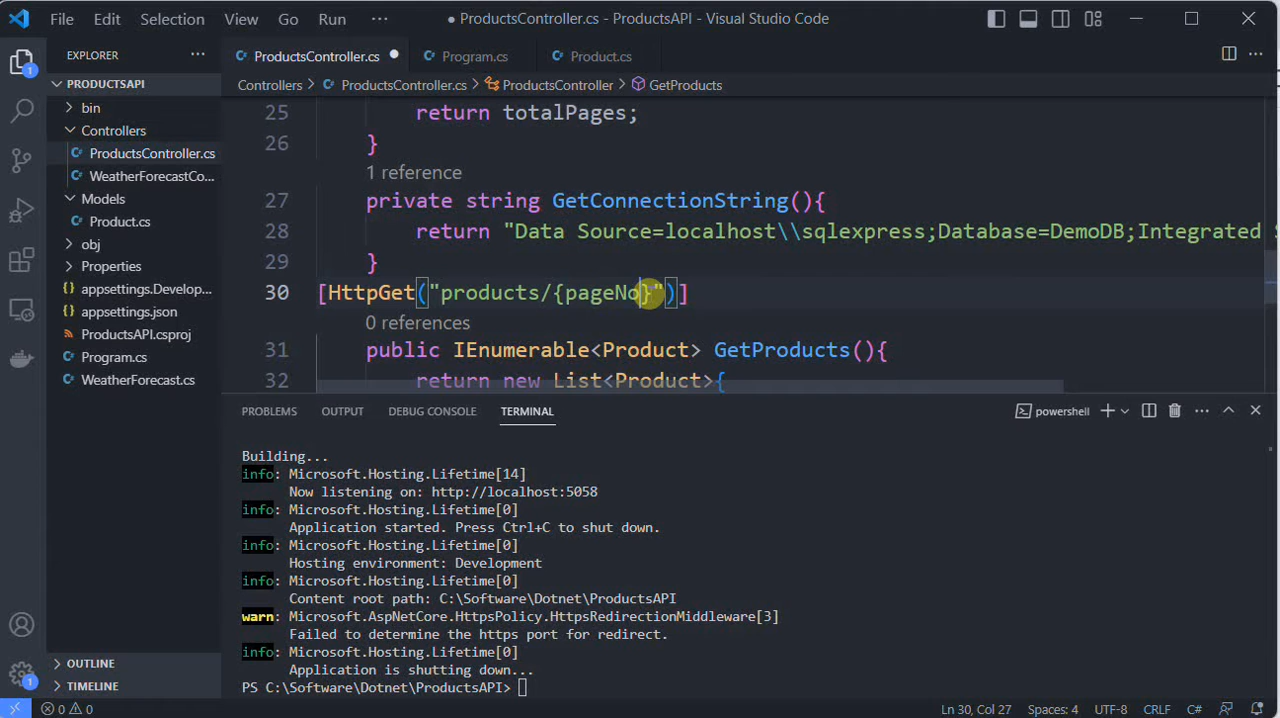 File Edit Selection View Go Run ··· ● ProductsController.cs - ProductsAPI - Visual Studio Code
EXPLORER ···
PRODUCTSAPI
bin
Controllers
ProductsController.cs
WeatherForecastCo...
Models
Product.cs
obj
Properties
appsettings.Develop...
appsettings.json
ProductsAPI.csproj
Program.cs
WeatherForecast.cs
OUTLINE
TIMELINE
1
1
ProductsController.cs ● Program.cs Product.cs ···
Controllers > ProductsController.cs > ProductsController > GetProducts
25 return totalPages;
26 }
1 reference
27 private string GetConnectionString(){
28 return "Data Source=localhost\\sqlexpress;Database=DemoDB;Integrated
29 }
30 [HttpGet("products/{pageNo}")]
0 references
31 public IEnumerable<Product> GetProducts(){
32 return new List<Product>{
PROBLEMS OUTPUT DEBUG CONSOLE TERMINAL powershell ···
Building...
info: Microsoft.Hosting.Lifetime[14]
Now listening on: http://localhost:5058
info: Microsoft.Hosting.Lifetime[0]
Application started. Press Ctrl+C to shut down.
info: Microsoft.Hosting.Lifetime[0]
Hosting environment: Development
info: Microsoft.Hosting.Lifetime[0]
Content root path: C:\Software\Dotnet\ProductsAPI
warn: Microsoft.AspNetCore.HttpsPolicy.HttpsRedirectionMiddleware[3]
Failed to determine the https port for redirect.
info: Microsoft.Hosting.Lifetime[0]
Application is shutting down...
PS C:\Software\Dotnet\ProductsAPI>
0 0 Ln 30, Col 27 Spaces: 4 UTF-8 CRLF C#